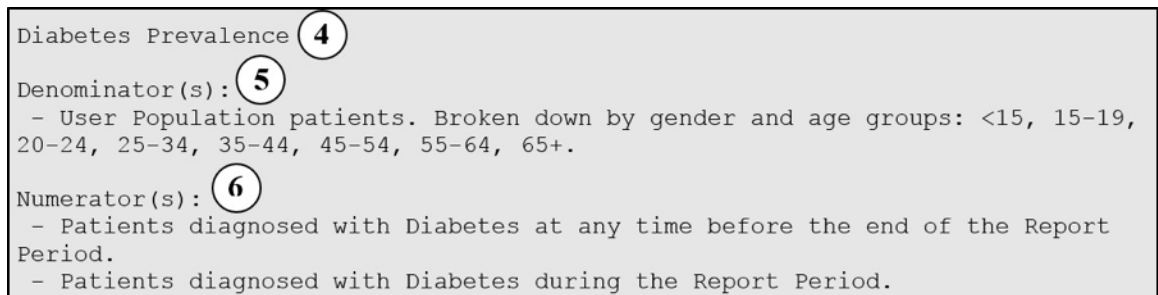 Diabetes Prevalence 4
Denominator(s): 5
- User Population patients. Broken down by gender and age groups: <15, 15-19,
20-24, 25-34, 35-44, 45-54, 55-64, 65+.
Numerator(s): 6
- Patients diagnosed with Diabetes at any time before the end of the Report
Period.
- Patients diagnosed with Diabetes during the Report Period.